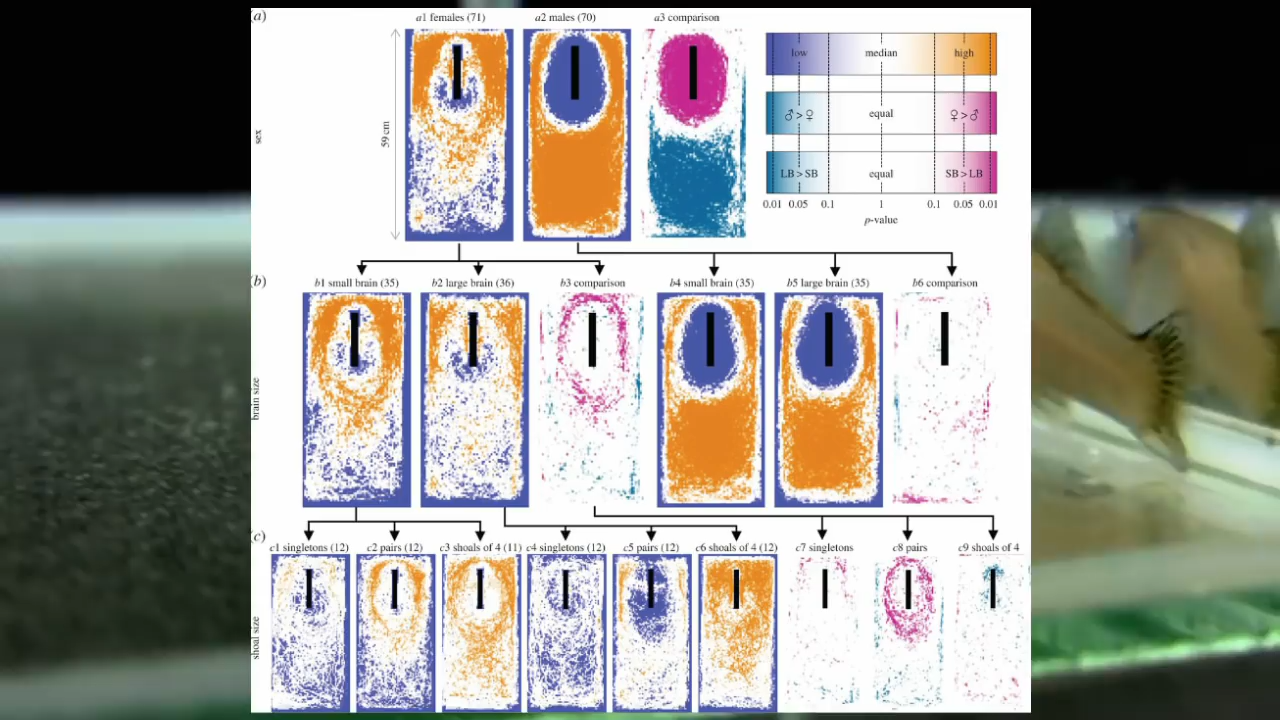 (a)
a1 females (71)
a2 males (70)
a3 comparison
low
median
high
♂ > ♀
equal
♀ > ♂
LB > SB
equal
SB > LB
0.01 0.05 0.1 1 0.1 0.05 0.01
p-value
59 cm
sex
(b)
b1 small brain (35)
b2 large brain (36)
b3 comparison
b4 small brain (35)
b5 large brain (35)
b6 comparison
brain size
(c)
c1 singletons (12)
c2 pairs (12)
c3 shoals of 4 (11)
c4 singletons (12)
c5 pairs (12)
c6 shoals of 4 (12)
c7 singletons
c8 pairs
c9 shoals of 4
shoal size